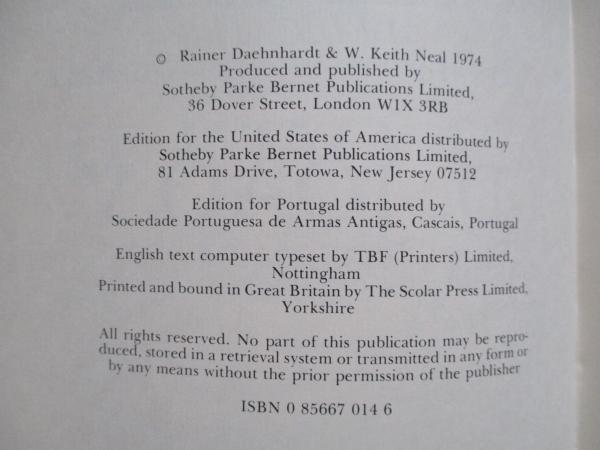 © Rainer Daehnhardt & W. Keith Neal 1974
Produced and published by
Sotheby Parke Bernet Publications Limited,
36 Dover Street, London W1X 3RB
Edition for the United States of America distributed by
Sotheby Parke Bernet Publications Limited,
81 Adams Drive, Totowa, New Jersey 07512
Edition for Portugal distributed by
Sociedade Portuguesa de Armas Antigas, Cascais, Portugal
English text computer typeset by TBF (Printers) Limited,
Nottingham
Printed and bound in Great Britain by The Scolar Press Limited,
Yorkshire
All rights reserved. No part of this publication may be repro-
duced, stored in a retrieval system or transmitted in any form or
by any means without the prior permission of the publisher
ISBN 0 85667 014 6